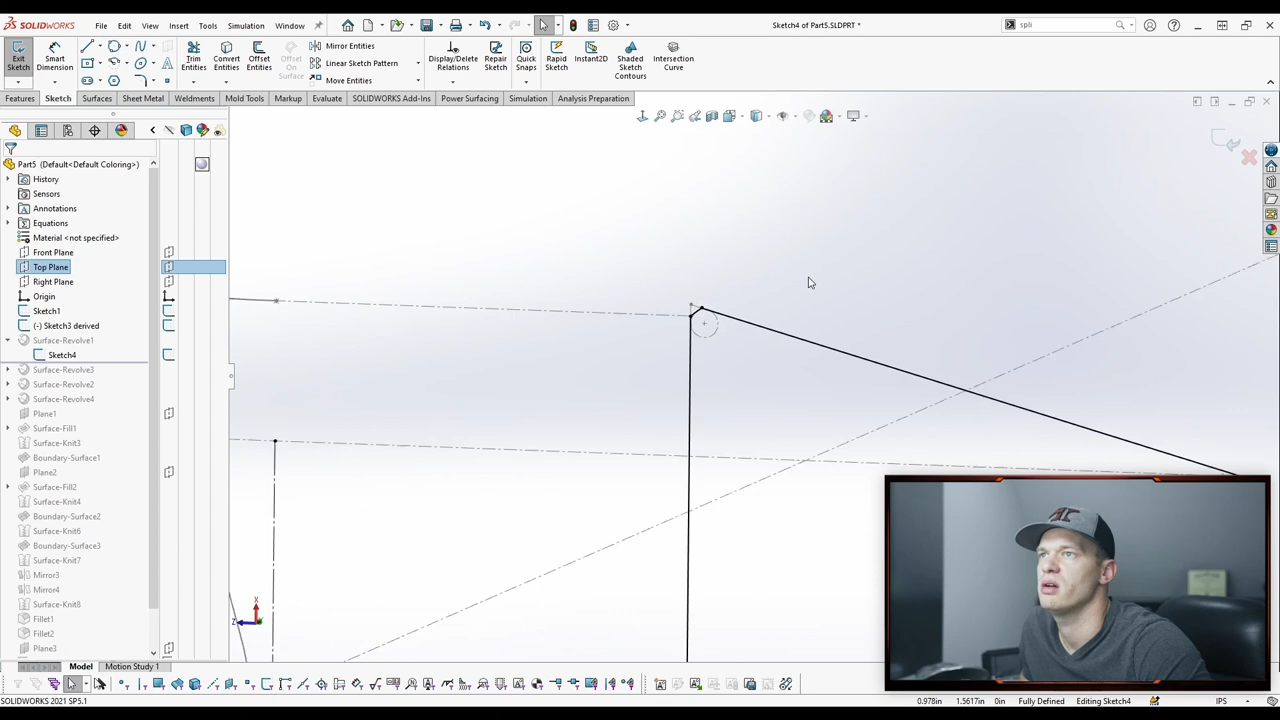 SOLIDWORKS File Edit View Insert Tools Simulation Window Sketch4 of Part5.SLDPRT * spli
Exit Sketch Smart Dimension Trim Entities Convert Entities Offset Entities Offset On Surface Mirror Entities Linear Sketch Pattern Move Entities Display/Delete Relations Repair Sketch Quick Snaps Rapid Sketch Instant2D Shaded Sketch Contours Intersection Curve
Features Sketch Surfaces Sheet Metal Weldments Mold Tools Markup Evaluate SOLIDWORKS Add-Ins Power Surfacing Simulation Analysis Preparation
Part5 (Default<Default Coloring>)
History
Sensors
Annotations
Equations
Material <not specified>
Front Plane
Top Plane
Right Plane
Origin
Sketch1
(-) Sketch3 derived
Surface-Revolve1
Sketch4
Surface-Revolve3
Surface-Revolve2
Surface-Revolve4
Plane1
Surface-Fill1
Surface-Knit3
Boundary-Surface1
Plane2
Surface-Fill2
Surface-Knit4
Boundary-Surface2
Surface-Knit6
Boundary-Surface3
Surface-Knit7
Mirror3
Mirror4
Surface-Knit8
Fillet1
Fillet2
Plane3
X
Z
Model Motion Study 1
SOLIDWORKS 2021 SP5.1 0.978in 1.5617in 0in Fully Defined Editing Sketch4 IPS